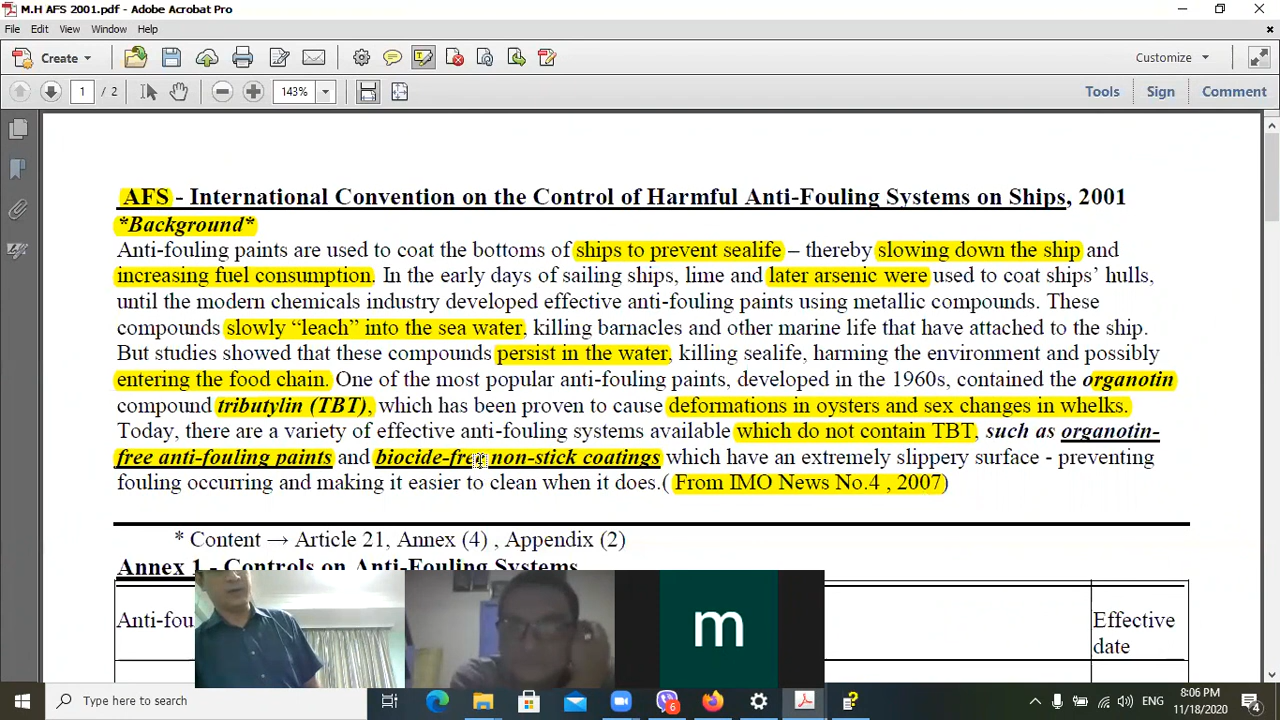 M.H AFS 2001.pdf - Adobe Acrobat Pro
File Edit View Window Help
Create Customize
1 / 2 143% Tools Sign Comment
AFS - International Convention on the Control of Harmful Anti-Fouling Systems on Ships, 2001
*Background*
Anti-fouling paints are used to coat the bottoms of ships to prevent sealife – thereby slowing down the ship and
increasing fuel consumption. In the early days of sailing ships, lime and later arsenic were used to coat ships' hulls,
until the modern chemicals industry developed effective anti-fouling paints using metallic compounds. These
compounds slowly “leach” into the sea water, killing barnacles and other marine life that have attached to the ship.
But studies showed that these compounds persist in the water, killing sealife, harming the environment and possibly
entering the food chain. One of the most popular anti-fouling paints, developed in the 1960s, contained the organotin
compound tributylin (TBT), which has been proven to cause deformations in oysters and sex changes in whelks.
Today, there are a variety of effective anti-fouling systems available which do not contain TBT, such as organotin-
free anti-fouling paints and biocide-free non-stick coatings which have an extremely slippery surface - preventing
fouling occurring and making it easier to clean when it does.( From IMO News No.4 , 2007)
* Content → Article 21, Annex (4) , Appendix (2)
Annex 1 - Controls on Anti-Fouling Systems
Anti-fou Effective
date
m
Type here to search
6
ENG
8:06 PM
11/18/2020
4